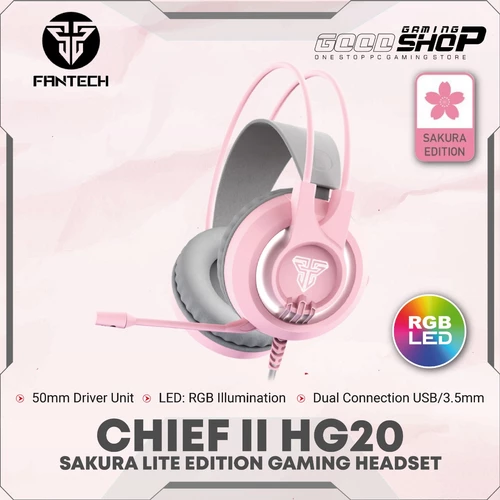 FANTECH
GAMING
GOOD SHOP
ONE STOP PC GAMING STORE
SAKURA
EDITION
RGB
LED
50mm Driver Unit
LED: RGB Illumination
Dual Connection USB/3.5mm
CHIEF II HG20
SAKURA LITE EDITION GAMING HEADSET